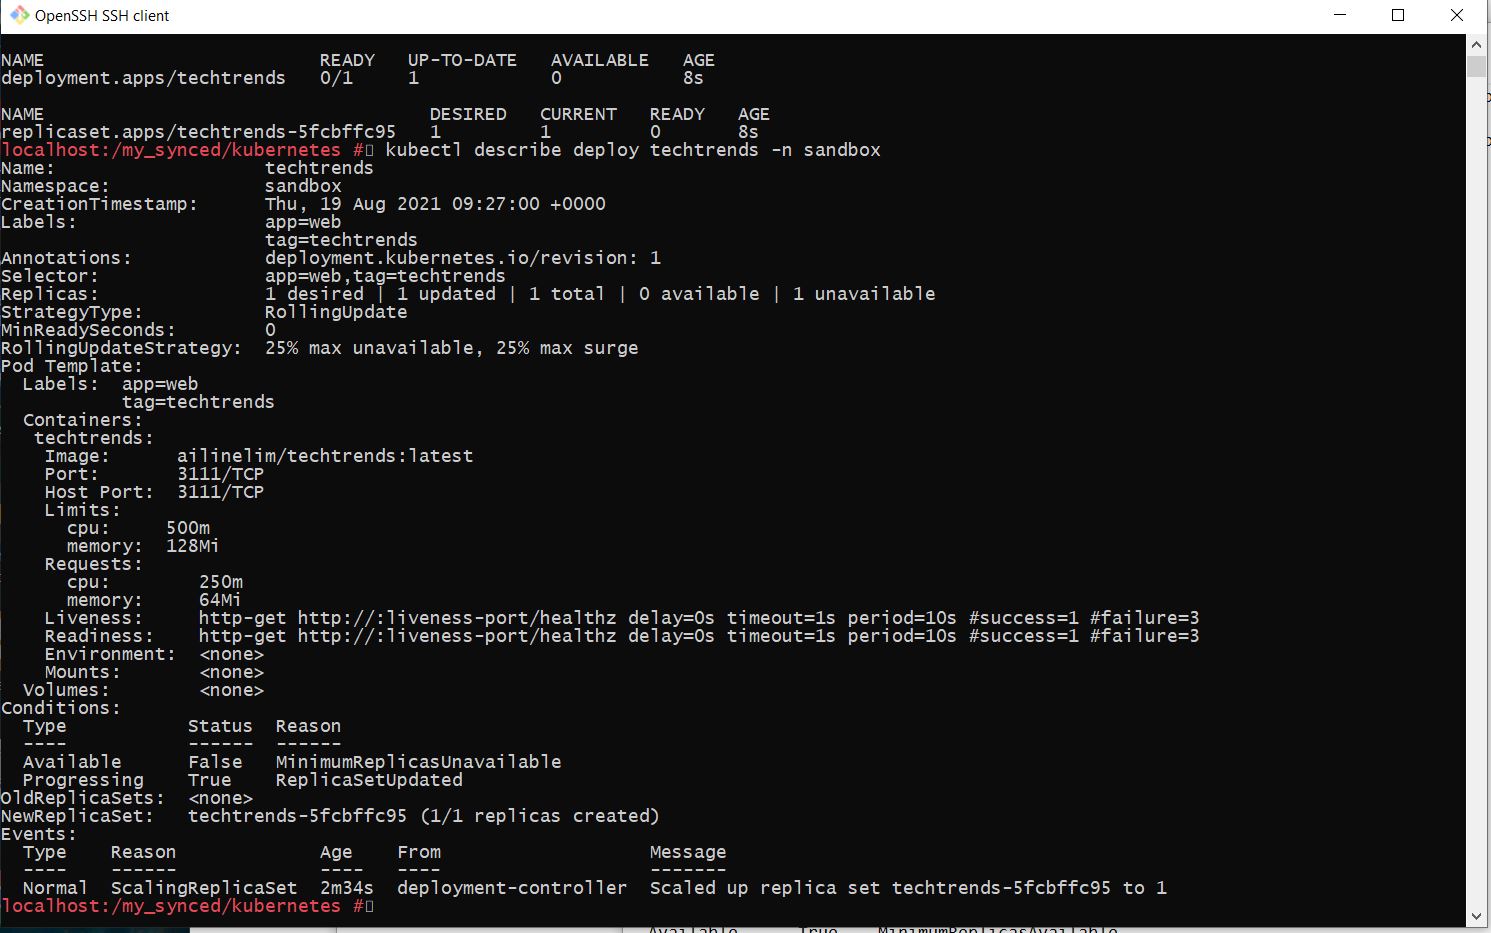 OpenSSH SSH client
NAME                         READY   UP-TO-DATE   AVAILABLE   AGE
deployment.apps/techtrends   0/1     1            0           8s
NAME                                   DESIRED   CURRENT   READY   AGE
replicaset.apps/techtrends-5fcbffc95   1         1         0       8s
localhost:/my_synced/kubernetes #▯ kubectl describe deploy techtrends -n sandbox
Name:                   techtrends
Namespace:              sandbox
CreationTimestamp:      Thu, 19 Aug 2021 09:27:00 +0000
Labels:                 app=web
                        tag=techtrends
Annotations:            deployment.kubernetes.io/revision: 1
Selector:               app=web,tag=techtrends
Replicas:               1 desired | 1 updated | 1 total | 0 available | 1 unavailable
StrategyType:           RollingUpdate
MinReadySeconds:        0
RollingUpdateStrategy:  25% max unavailable, 25% max surge
Pod Template:
  Labels:  app=web
           tag=techtrends
  Containers:
   techtrends:
    Image:      ailinelim/techtrends:latest
    Port:       3111/TCP
    Host Port:  3111/TCP
    Limits:
      cpu:     500m
      memory:  128Mi
    Requests:
      cpu:        250m
      memory:     64Mi
    Liveness:     http-get http://:liveness-port/healthz delay=0s timeout=1s period=10s #success=1 #failure=3
    Readiness:    http-get http://:liveness-port/healthz delay=0s timeout=1s period=10s #success=1 #failure=3
    Environment:  <none>
    Mounts:       <none>
  Volumes:        <none>
Conditions:
  Type           Status  Reason
  ----           ------  ------
  Available      False   MinimumReplicasUnavailable
  Progressing    True    ReplicaSetUpdated
OldReplicaSets:  <none>
NewReplicaSet:   techtrends-5fcbffc95 (1/1 replicas created)
Events:
  Type    Reason             Age    From                   Message
  ----    ------             ----   ----                   -------
  Normal  ScalingReplicaSet  2m34s  deployment-controller  Scaled up replica set techtrends-5fcbffc95 to 1
localhost:/my_synced/kubernetes #▯
Available      True    MinimumReplicasAvailable